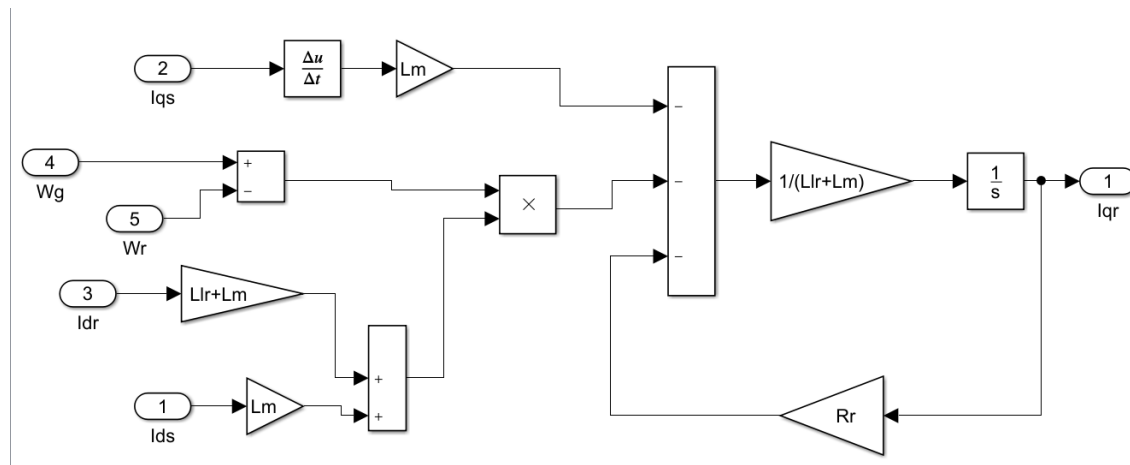 2
Iqs
Δu
Δt
Lm
−
4
Wg
+
−
5
Wr
×
−
1/(Llr+Lm)
1
s
1
Iqr
3
Idr
Llr+Lm
−
+
+
1
Ids
Lm
Rr